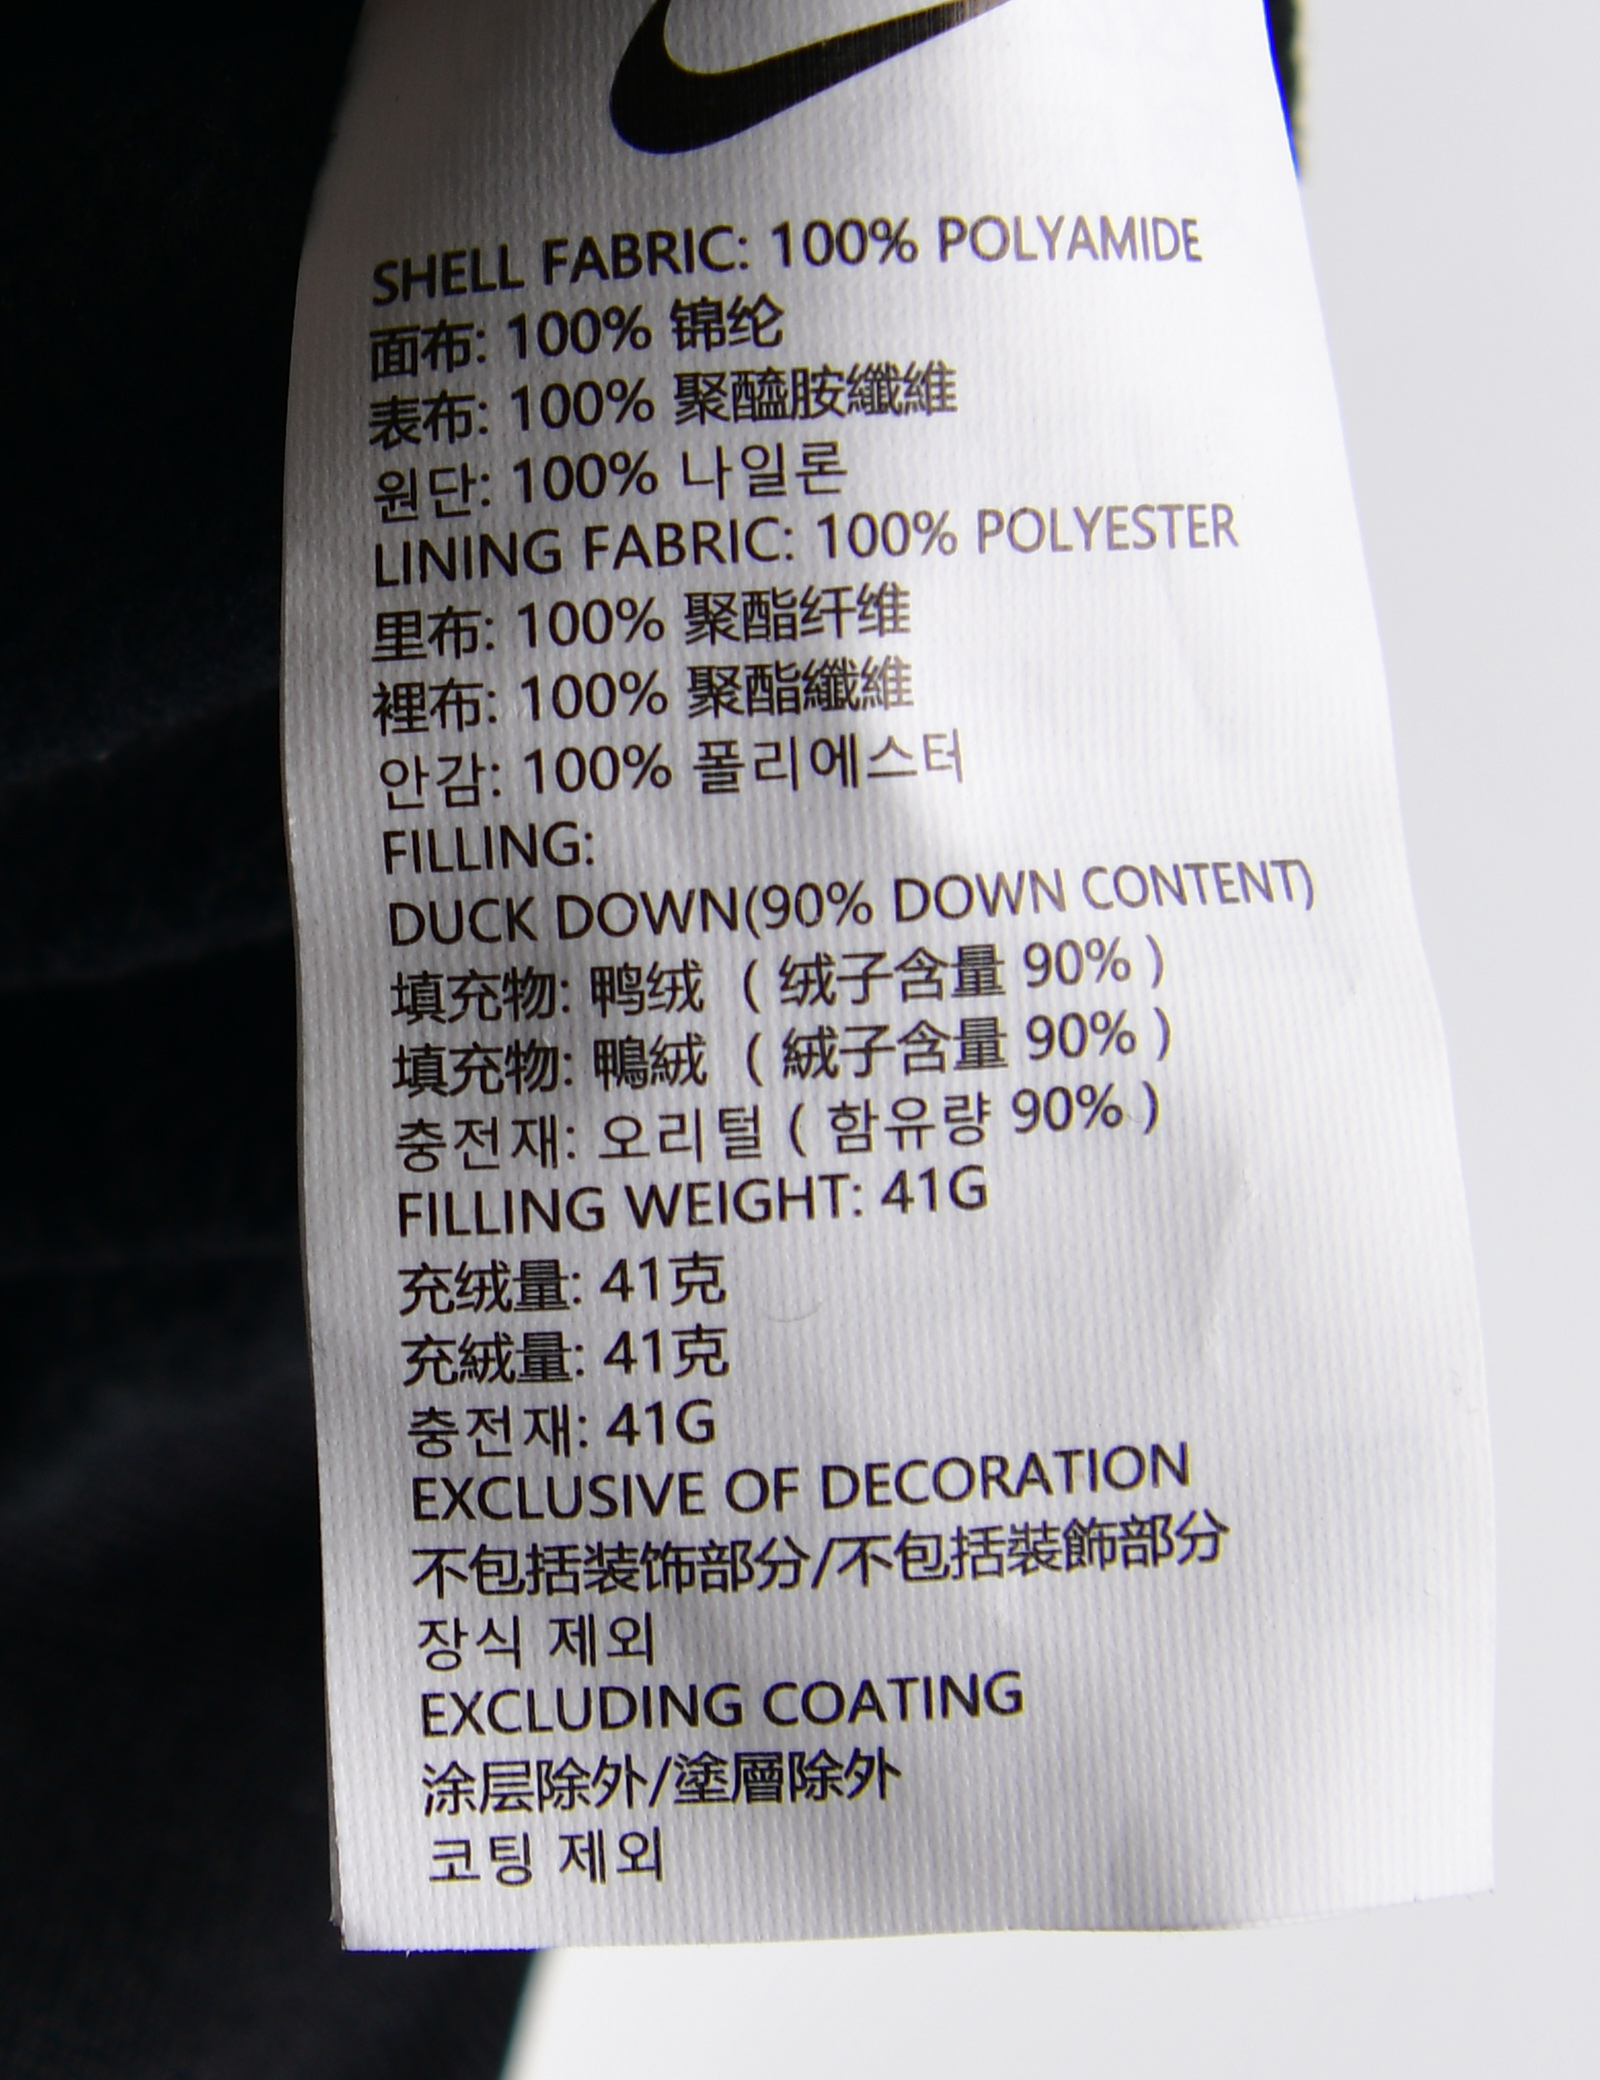 SHELL FABRIC: 100% POLYAMIDE
面布: 100% 锦纶
表布: 100% 聚醯胺纖維
원단: 100% 나일론
LINING FABRIC: 100% POLYESTER
里布: 100% 聚酯纤维
裡布: 100% 聚酯纖維
안감: 100% 폴리에스터
FILLING:
DUCK DOWN(90% DOWN CONTENT)
填充物: 鸭绒 ( 绒子含量 90% )
填充物: 鴨絨 ( 絨子含量 90% )
충전재: 오리털 ( 함유량 90% )
FILLING WEIGHT: 41G
充绒量: 41克
充絨量: 41克
충전재: 41G
EXCLUSIVE OF DECORATION
不包括装饰部分/不包括裝飾部分
장식 제외
EXCLUDING COATING
涂层除外/塗層除外
코팅 제외